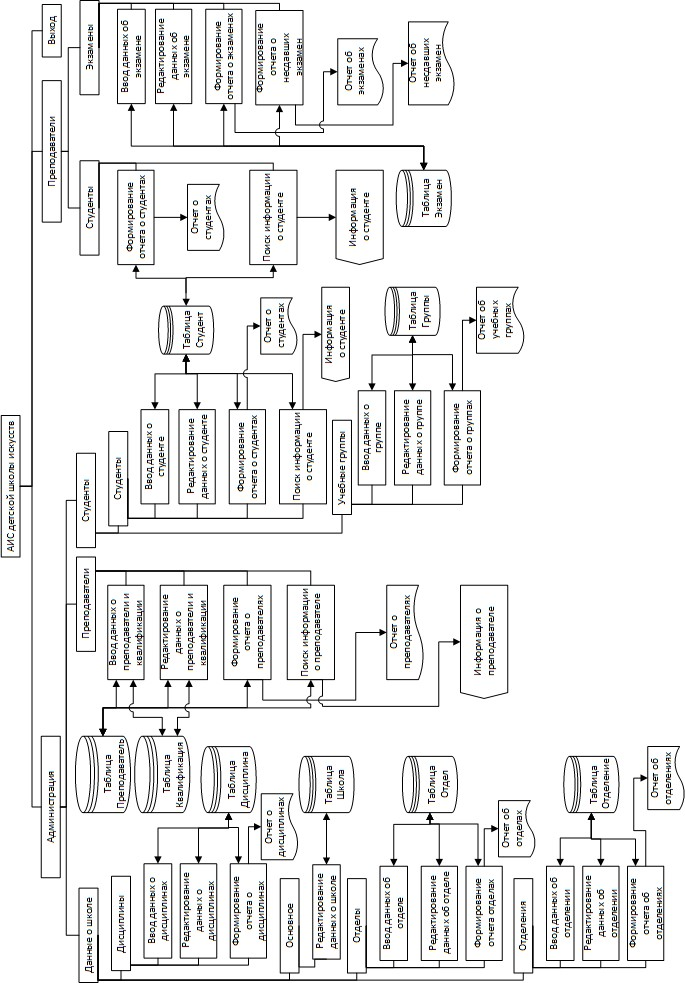 АИС детской школы искусств
Администрация
Преподаватели
Выход
Данные о школе
Преподаватели
Студенты
Студенты
Экзамены
Дисциплины
Ввод данных о
дисциплинах
Редактирование
данных о
дисциплинах
Формирование
отчета о
дисциплинах
Таблица
Дисциплина
Отчет о
дисциплинах
Основное
Редактирование
данных о школе
Таблица
Школа
Отделы
Ввод данных об
отделе
Редактирование
данных об отделе
Формирование
отчета отделах
Таблица
Отдел
Отчет об
отделах
Отделения
Ввод данных об
отделении
Редактирование
данных об
отделении
Формирование
отчета об
отделениях
Таблица
Отделение
Отчет об
отделениях
Таблица
Преподаватель
Таблица
Квалификация
Ввод данных о
преподаватели и
квалификации
Редактирование
данных о
преподаватели и
квалификации
Формирование
отчета о
преподавателях
Поиск информации
о преподавателе
Отчет о
преподавателях
Информация о
преподавателе
Студенты
Ввод данных о
студенте
Редактирование
данных о студенте
Формирование
отчета о студентах
Поиск информации
о студенте
Таблица
Студент
Отчет о
студентах
Информация
о студенте
Учебные группы
Ввод данных о
группе
Редактирование
данных о группе
Формирование
отчета о группах
Таблица
Группы
Отчет об
учебных
группах
Формирование
отчета о студентах
Отчет о
студентах
Поиск информации
о студенте
Информация
о студенте
Ввод данных об
экзамене
Редактирование
данных об
экзамене
Формирование
отчета о экзаменах
Формирование
отчета о
несдавших
экзамен
Отчет об
экзаменах
Отчет об
несдавших
экзамен
Таблица
Экзамен